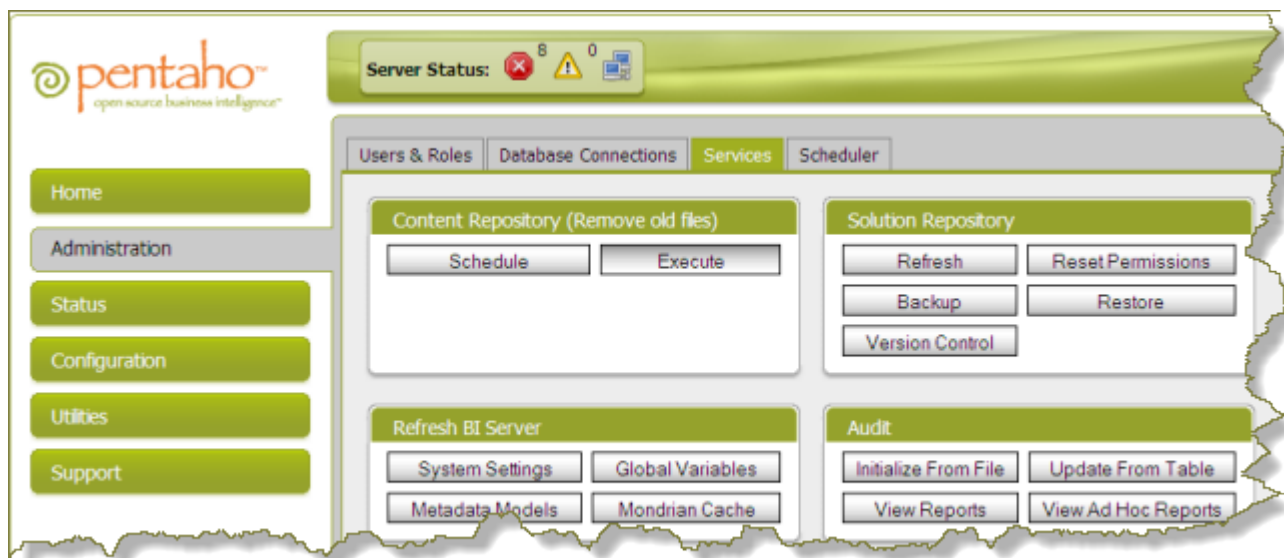 pentaho™
open source business intelligence™
Server Status: 8 0
Users & Roles Database Connections Services Scheduler
Home
Administration
Status
Configuration
Utilities
Support
Content Repository (Remove old files)
Schedule Execute
Solution Repository
Refresh Reset Permissions
Backup Restore
Version Control
Refresh BI Server
System Settings Global Variables
Metadata Models Mondrian Cache
Audit
Initialize From File Update From Table
View Reports View Ad Hoc Reports